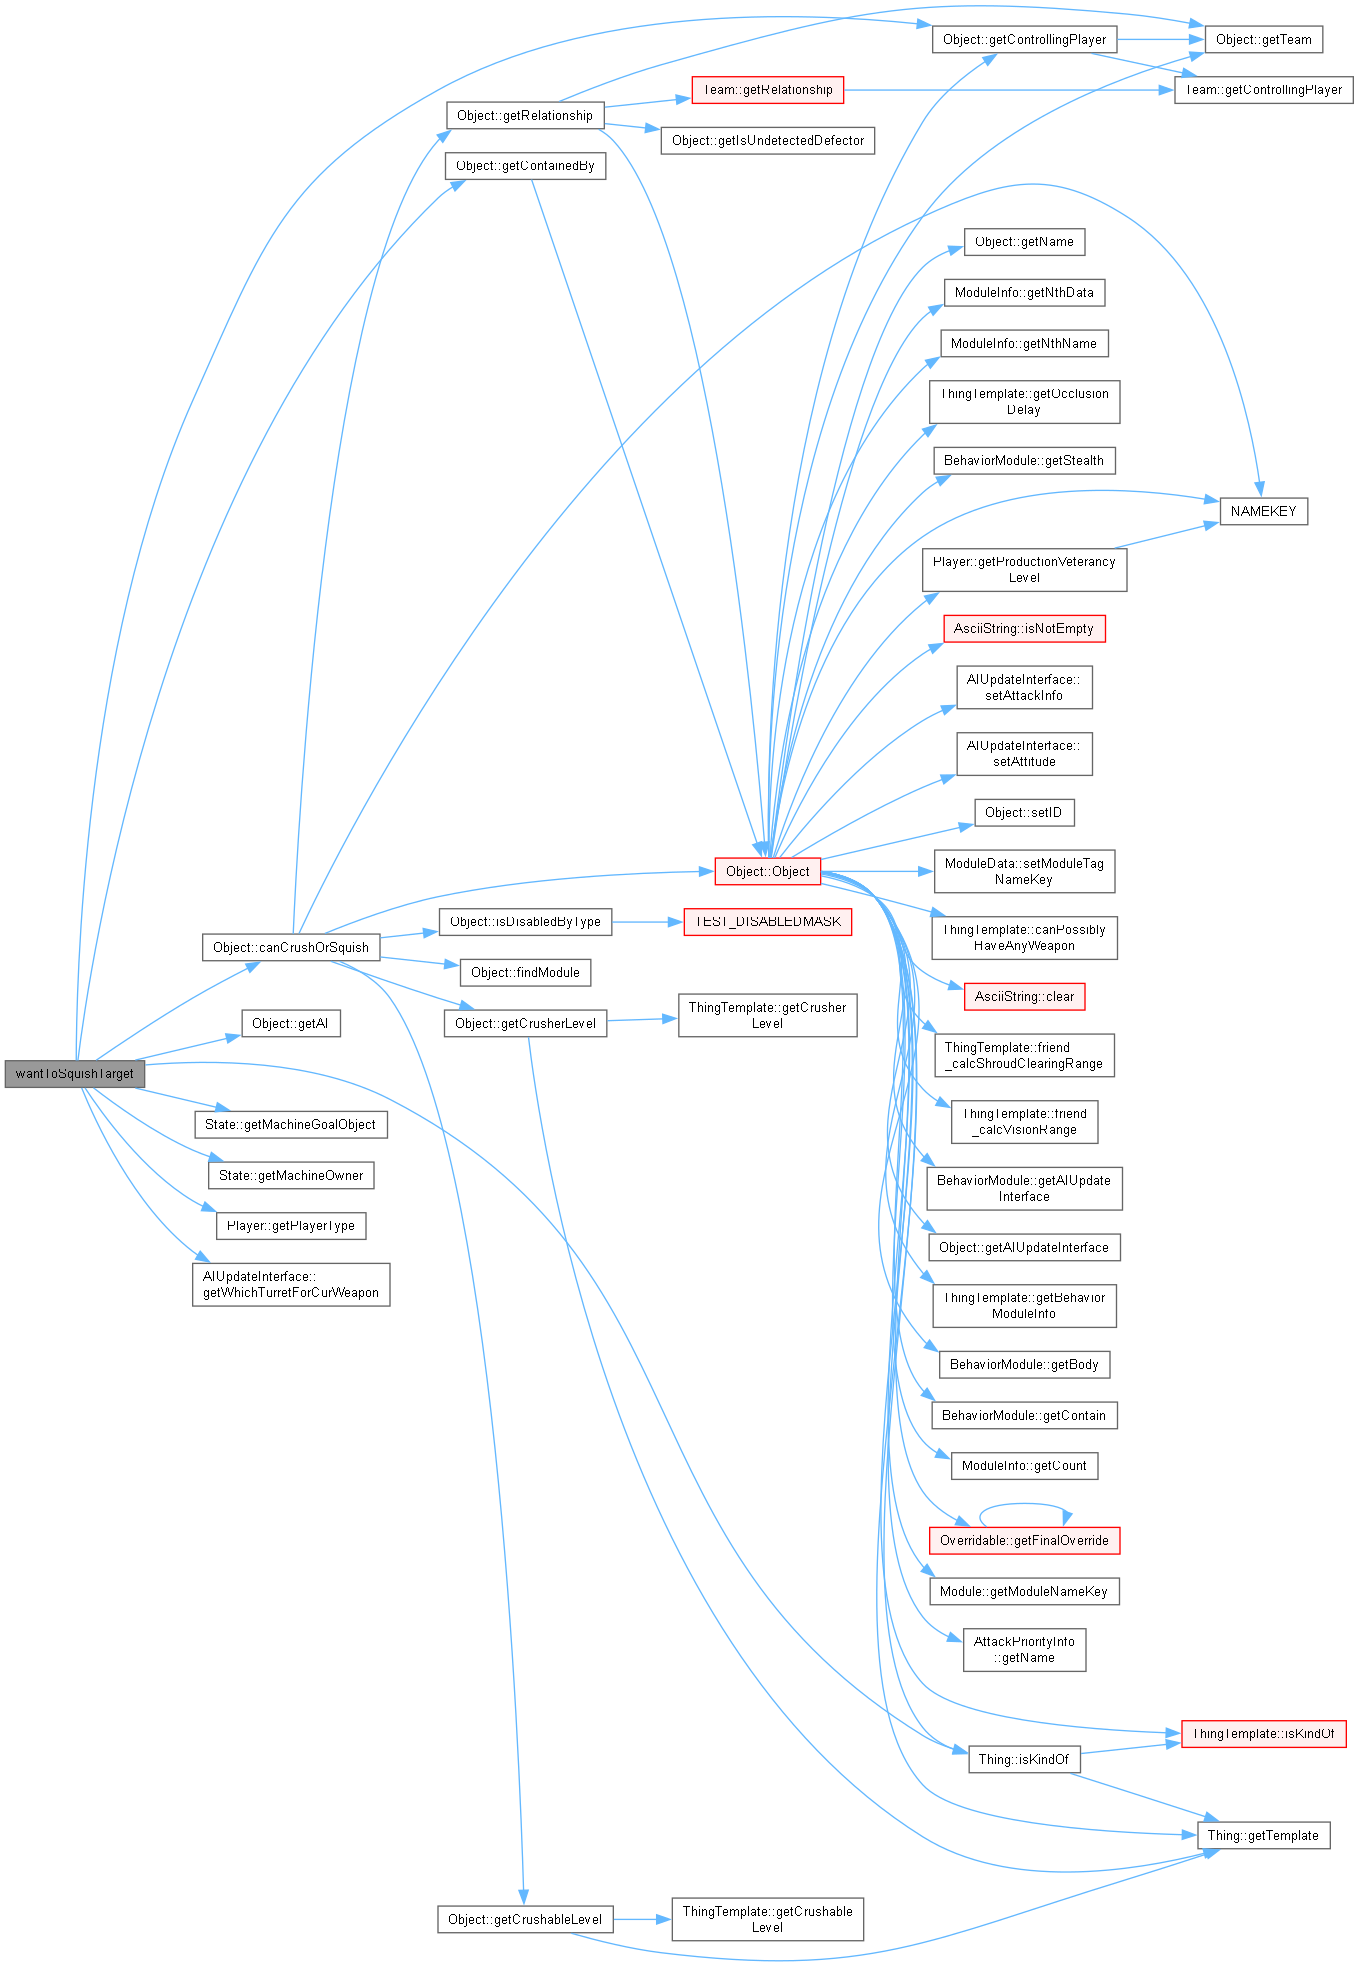 wantToSquishTarget
Object::getControllingPlayer
Object::getTeam
Team::getControllingPlayer
Object::getRelationship
Team::getRelationship
Object::getIsUndetectedDefector
Object::getContainedBy
Object::getName
ModuleInfo::getNthData
ModuleInfo::getNthName
ThingTemplate::getOcclusion
Delay
BehaviorModule::getStealth
NAMEKEY
Player::getProductionVeterancy
Level
AsciiString::isNotEmpty
AIUpdateInterface::
setAttackInfo
AIUpdateInterface::
setAttitude
Object::setID
Object::Object
ModuleData::setModuleTag
NameKey
ThingTemplate::canPossibly
HaveAnyWeapon
Object::canCrushOrSquish
Object::isDisabledByType
TEST_DISABLEDMASK
Object::findModule
Object::getCrusherLevel
ThingTemplate::getCrusher
Level
AsciiString::clear
ThingTemplate::friend
_calcShroudClearingRange
ThingTemplate::friend
_calcVisionRange
Object::getAI
State::getMachineGoalObject
State::getMachineOwner
Player::getPlayerType
AIUpdateInterface::
getWhichTurretForCurWeapon
BehaviorModule::getAIUpdate
Interface
Object::getAIUpdateInterface
ThingTemplate::getBehavior
ModuleInfo
BehaviorModule::getBody
BehaviorModule::getContain
ModuleInfo::getCount
Overridable::getFinalOverride
Module::getModuleNameKey
AttackPriorityInfo
::getName
ThingTemplate::isKindOf
Thing::isKindOf
Thing::getTemplate
Object::getCrushableLevel
ThingTemplate::getCrushable
Level